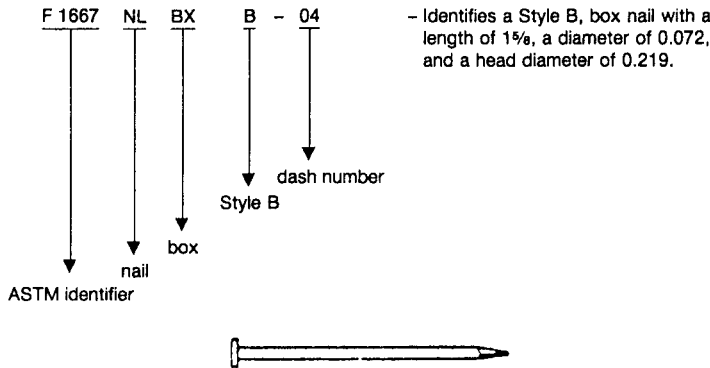 F 1667 NL BX B - 04
– Identifies a Style B, box nail with a
length of 1⅝, a diameter of 0.072,
and a head diameter of 0.219.
dash number
Style B
box
nail
ASTM identifier